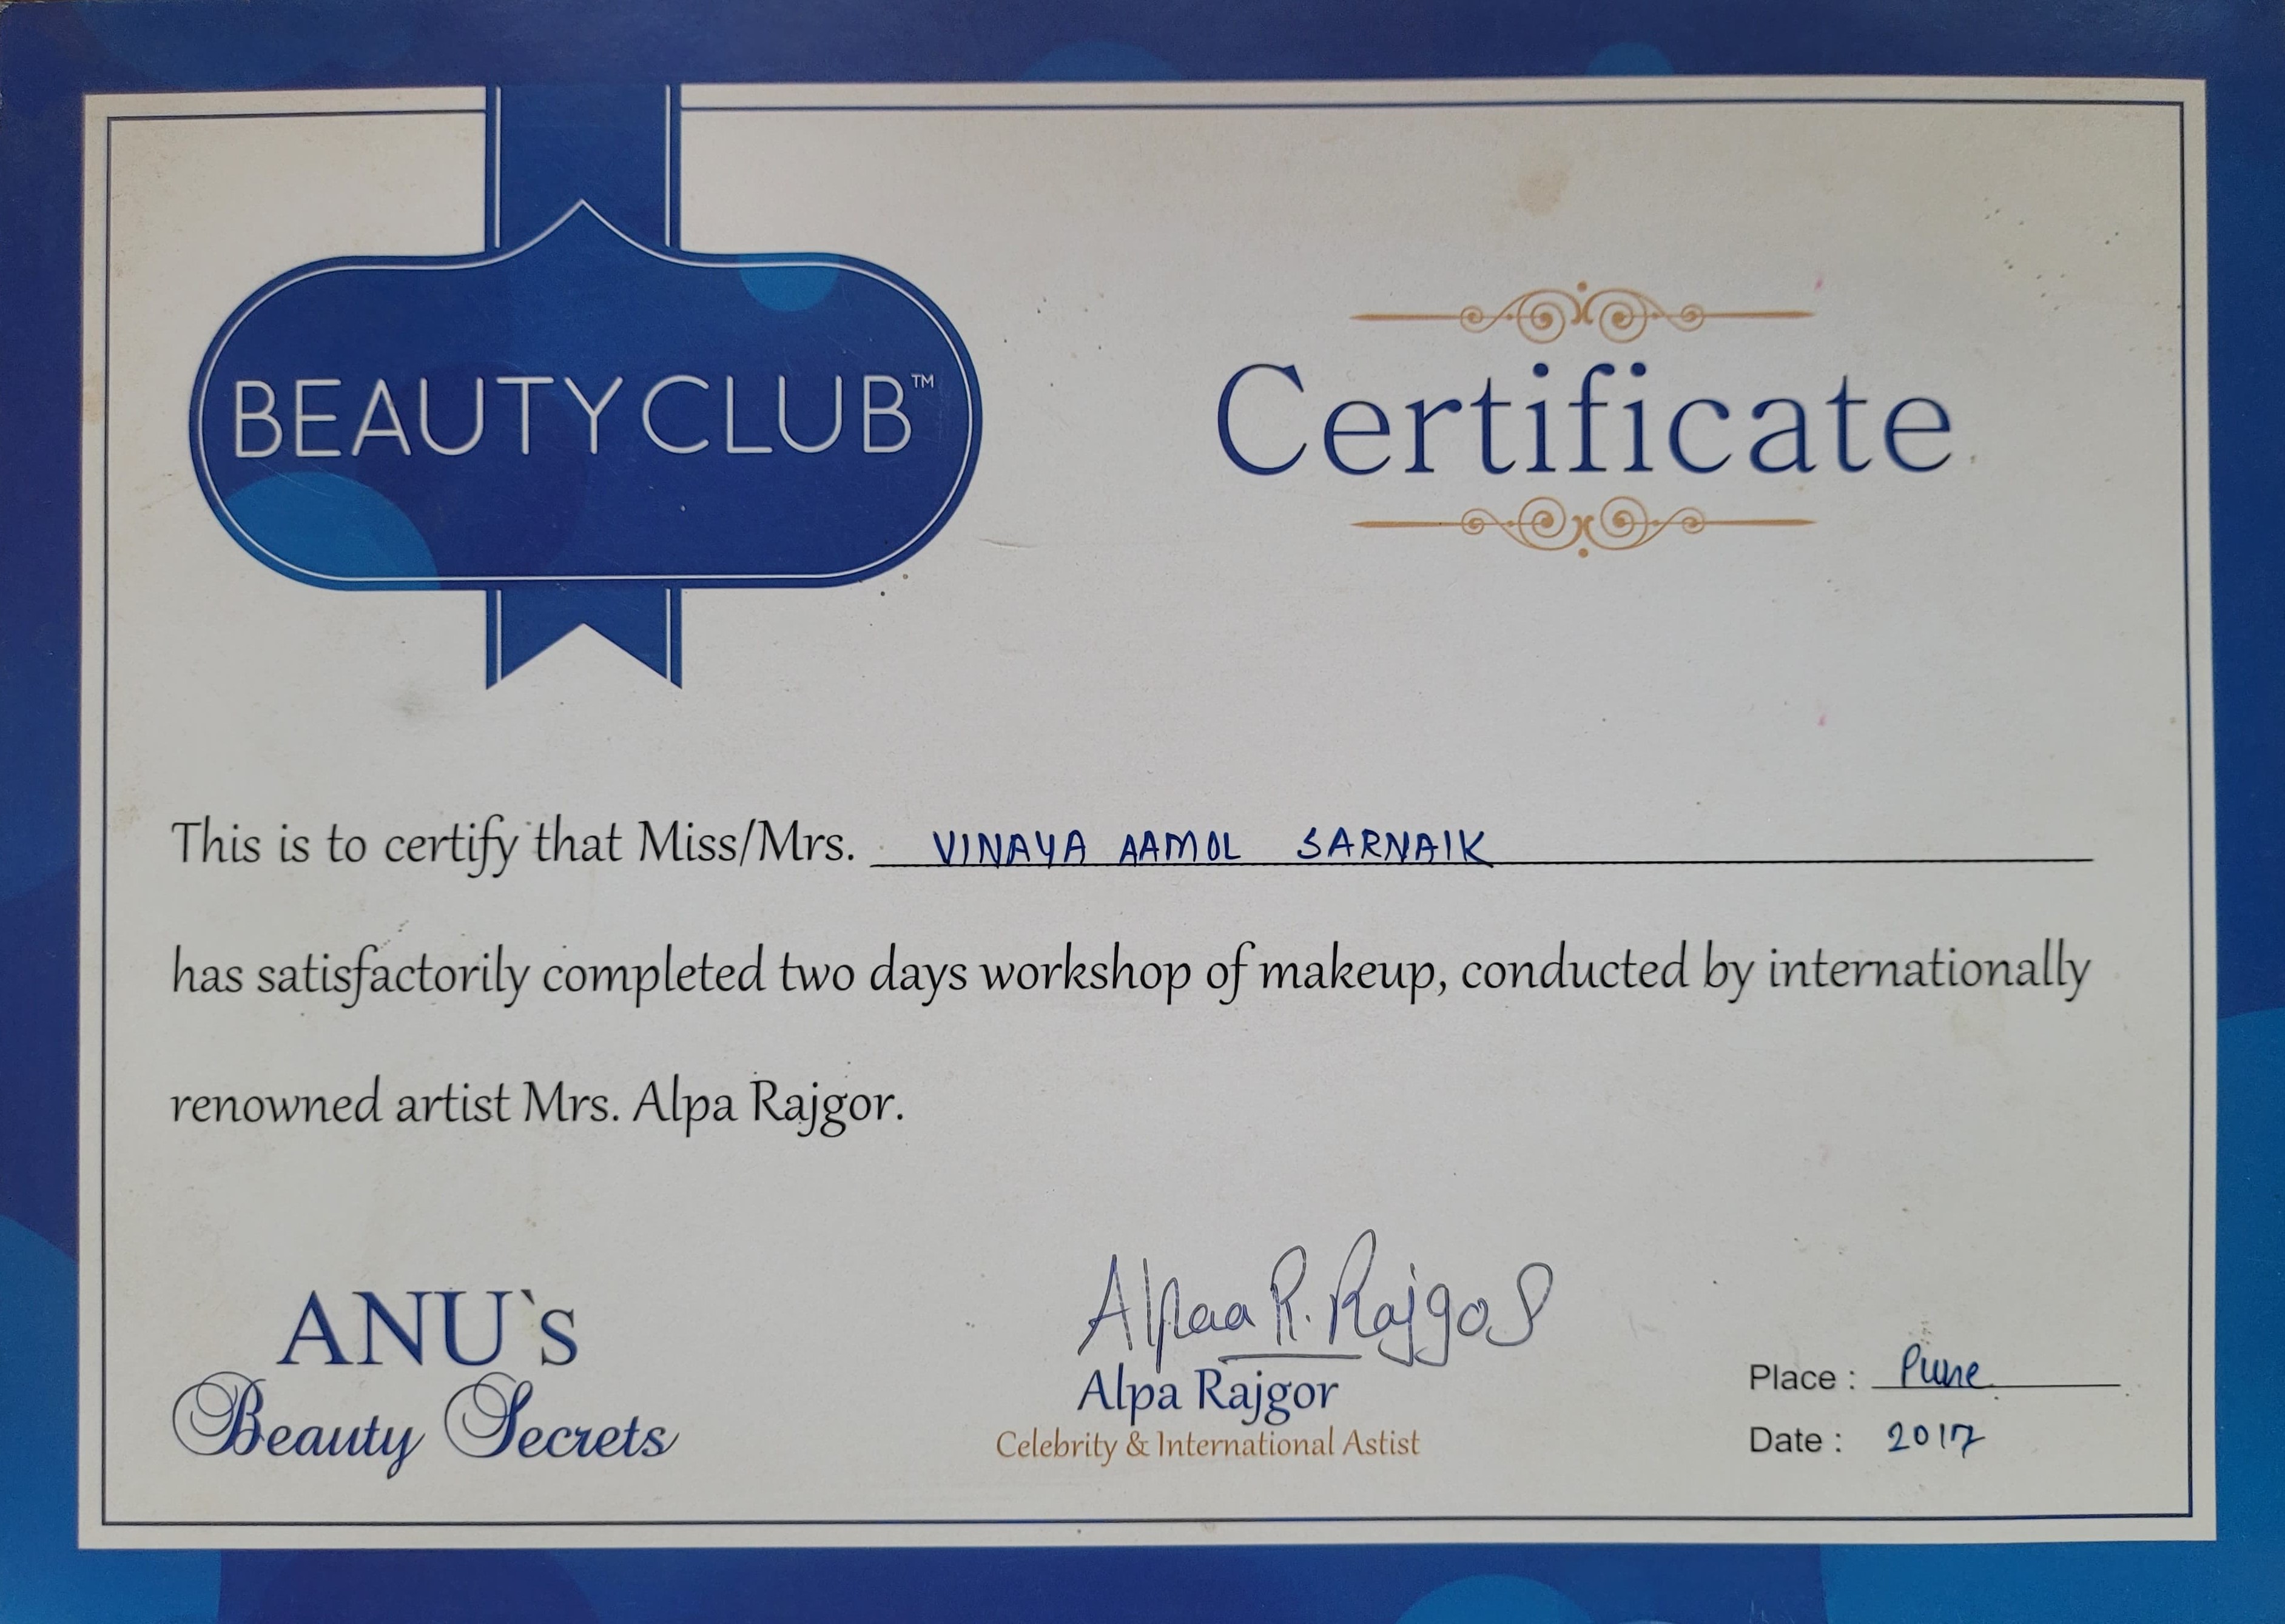 BEAUTY CLUB™
Certificate
This is to certify that Miss/Mrs. VINAYA AAMOL SARNAIK
has satisfactorily completed two days workshop of makeup, conducted by internationally
renowned artist Mrs. Alpa Rajgor.
ANU`s
Beauty Secrets
Alpaa R. Rajgor
Alpa Rajgor
Celebrity & International Astist
Place : Pune
Date : 2017